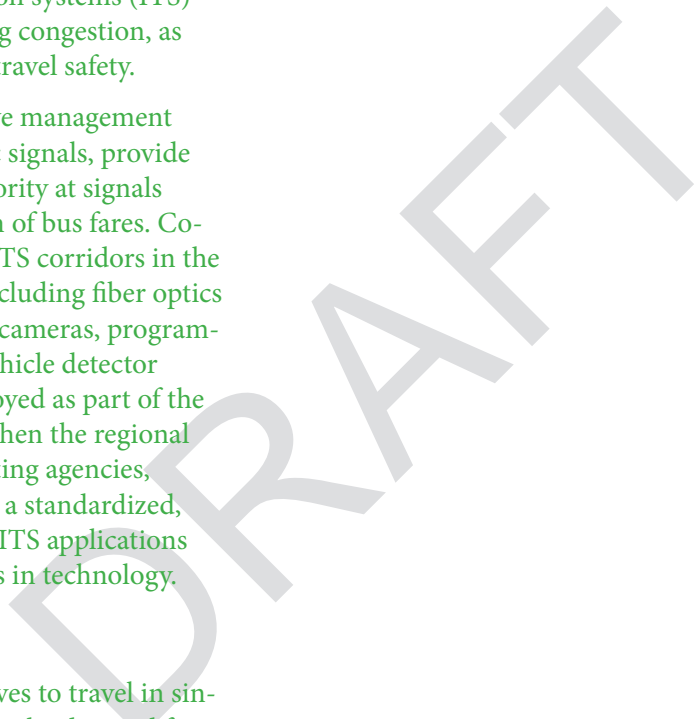 on systems (ITS)
g congestion, as
travel safety.
e management
signals, provide
ority at signals
of bus fares. Co-
TS corridors in the
cluding fiber optics
cameras, program-
hicle detector
oyed as part of the
hen the regional
ting agencies,
a standardized,
ITS applications
s in technology.
ves to travel in sin-
DRAFT